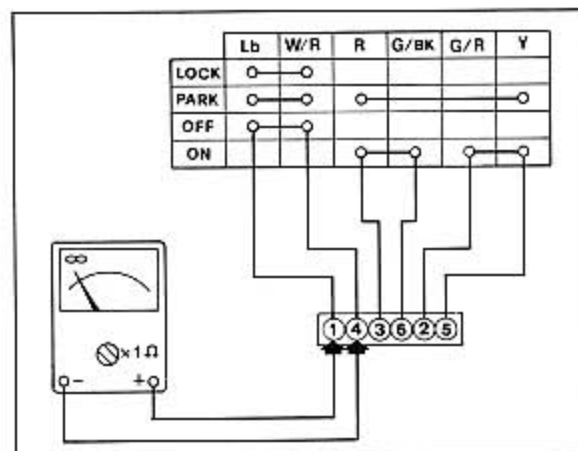 Lb W/R R G/BK G/R Y
LOCK
PARK
OFF
ON
∞
×1Ω
- +
1 4 3 6 2 5